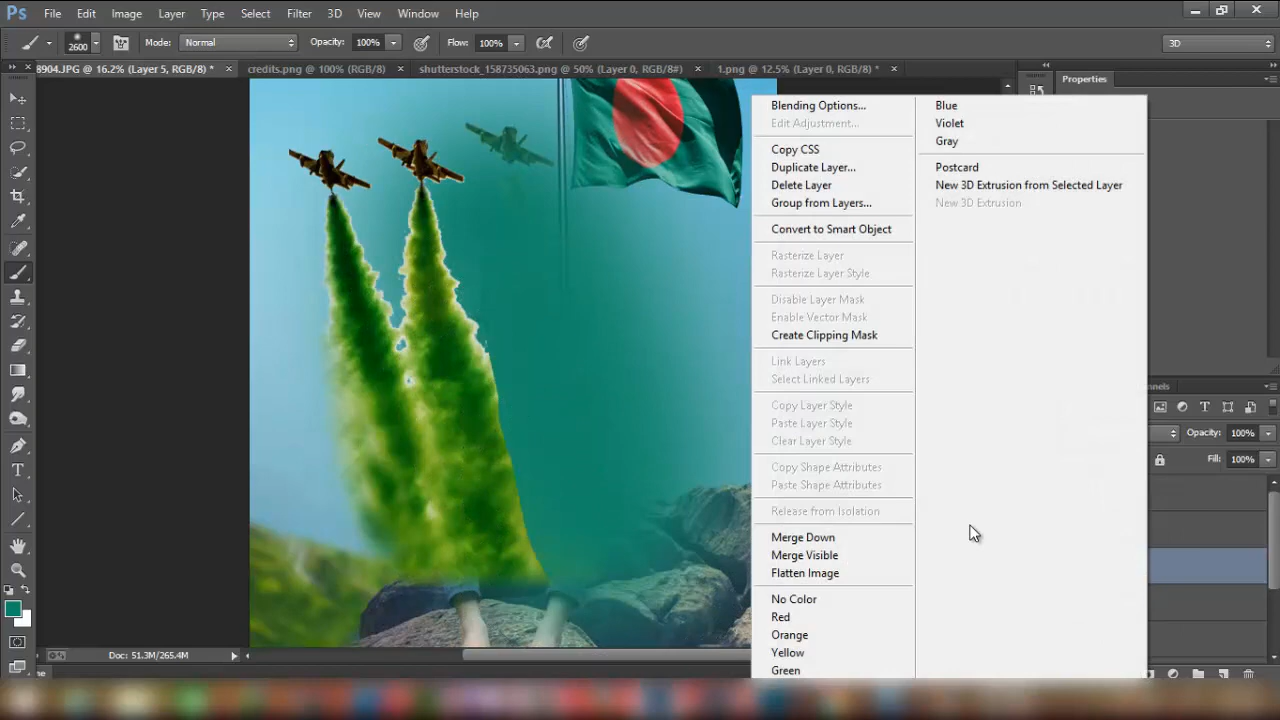 Ps File Edit Image Layer Type Select Filter 3D View Window Help
2600 Mode: Normal Opacity: 100% Flow: 100% 3D
8904.JPG @ 16.2% (Layer 5, RGB/8) * credits.png @ 100% (RGB/8) shutterstock_158735063.png @ 50% (Layer 0, RGB/8#) 1.png @ 12.5% (Layer 0, RGB/8) *
Properties
Blending Options...
Edit Adjustment...
Copy CSS
Duplicate Layer...
Delete Layer
Group from Layers...
Convert to Smart Object
Rasterize Layer
Rasterize Layer Style
Disable Layer Mask
Enable Vector Mask
Create Clipping Mask
Link Layers
Select Linked Layers
Copy Layer Style
Paste Layer Style
Clear Layer Style
Copy Shape Attributes
Paste Shape Attributes
Release from Isolation
Merge Down
Merge Visible
Flatten Image
No Color
Red
Orange
Yellow
Green
Blue
Violet
Gray
Postcard
New 3D Extrusion from Selected Layer
New 3D Extrusion
nnels
Opacity: 100%
Fill: 100%
Doc: 51.3M/265.4M
ne